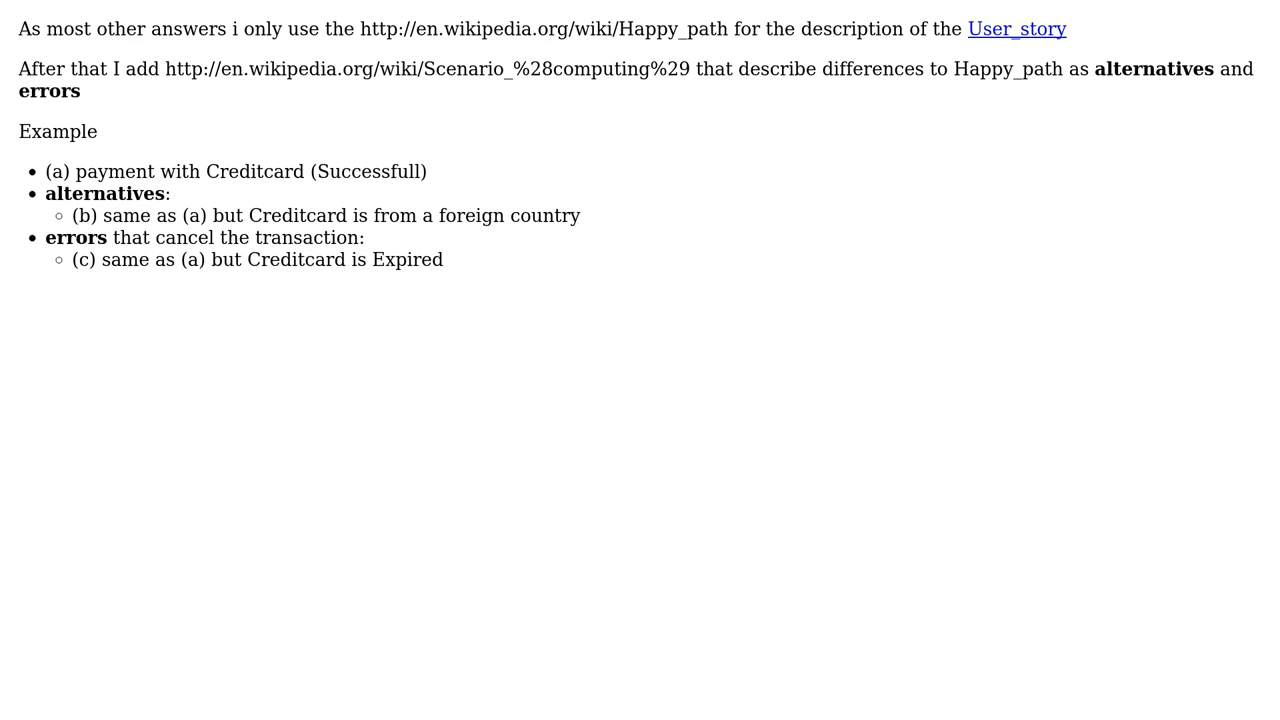 As most other answers i only use the http://en.wikipedia.org/wiki/Happy_path for the description of the User_story
After that I add http://en.wikipedia.org/wiki/Scenario_%28computing%29 that describe differences to Happy_path as alternatives and
errors
Example
• (a) payment with Creditcard (Successfull)
• alternatives:
◦ (b) same as (a) but Creditcard is from a foreign country
• errors that cancel the transaction:
◦ (c) same as (a) but Creditcard is Expired